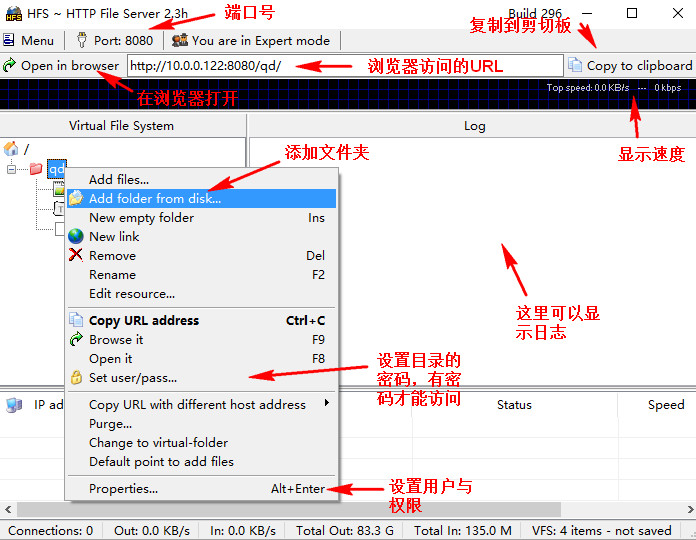 HFS ~ HTTP File Server 2.3h
Build 296
端口号
复制到剪切板
Menu
Port: 8080
You are in Expert mode
Open in browser
http://10.0.0.122:8080/qd/
浏览器访问的URL
Copy to clipboard
在浏览器打开
Top speed: 0.0 KB/s --- 0 kbps
显示速度
Virtual File System
Log
/
添加文件夹
qd
Add files...
Add folder from disk...
New empty folder Ins
New link
Remove Del
Rename F2
Edit resource...
这里可以显
示日志
Copy URL address Ctrl+C
Browse it F9
Open it F8
Set user/pass...
设置目录的
密码，有密
码才能访问
Copy URL with different host address
Purge...
Change to virtual-folder
Default point to add files
Properties... Alt+Enter
设置用户与
权限
IP ad
Status
Speed
Connections: 0
Out: 0.0 KB/s
In: 0.0 KB/s
Total Out: 83.3 G
Total In: 135.0 M
VFS: 4 items - not saved